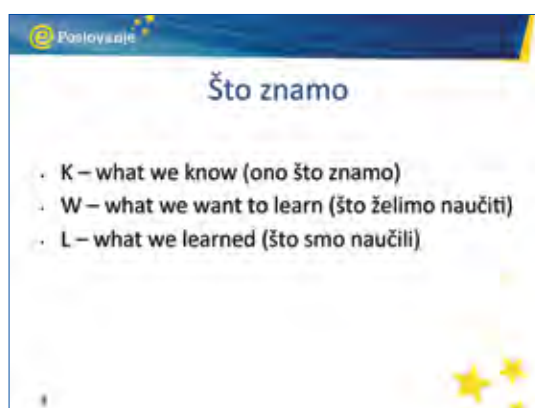 e Poslovanje
Što znamo
• K – what we know (ono što znamo)
• W – what we want to learn (što želimo naučiti)
• L – what we learned (što smo naučili)